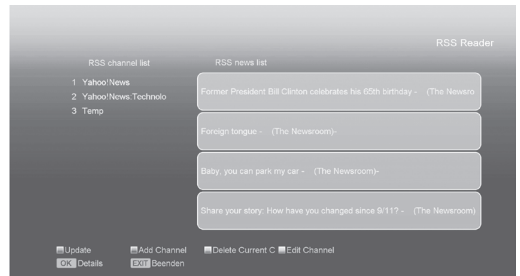 RSS Reader
RSS channel list
RSS news list
1 Yahoo!News
2 Yahoo!News:Technolo
3 Temp
Former President Bill Clinton celebrates his 65th birthday - (The Newsro
Foreign tongue - (The Newsroom)-
Baby, you can park my car - (The Newsroom)-
Share your story: How have you changed since 9/11? - (The Newsroom)
Update Add Channel Delete Current C Edit Channel
OK Details EXIT Beenden